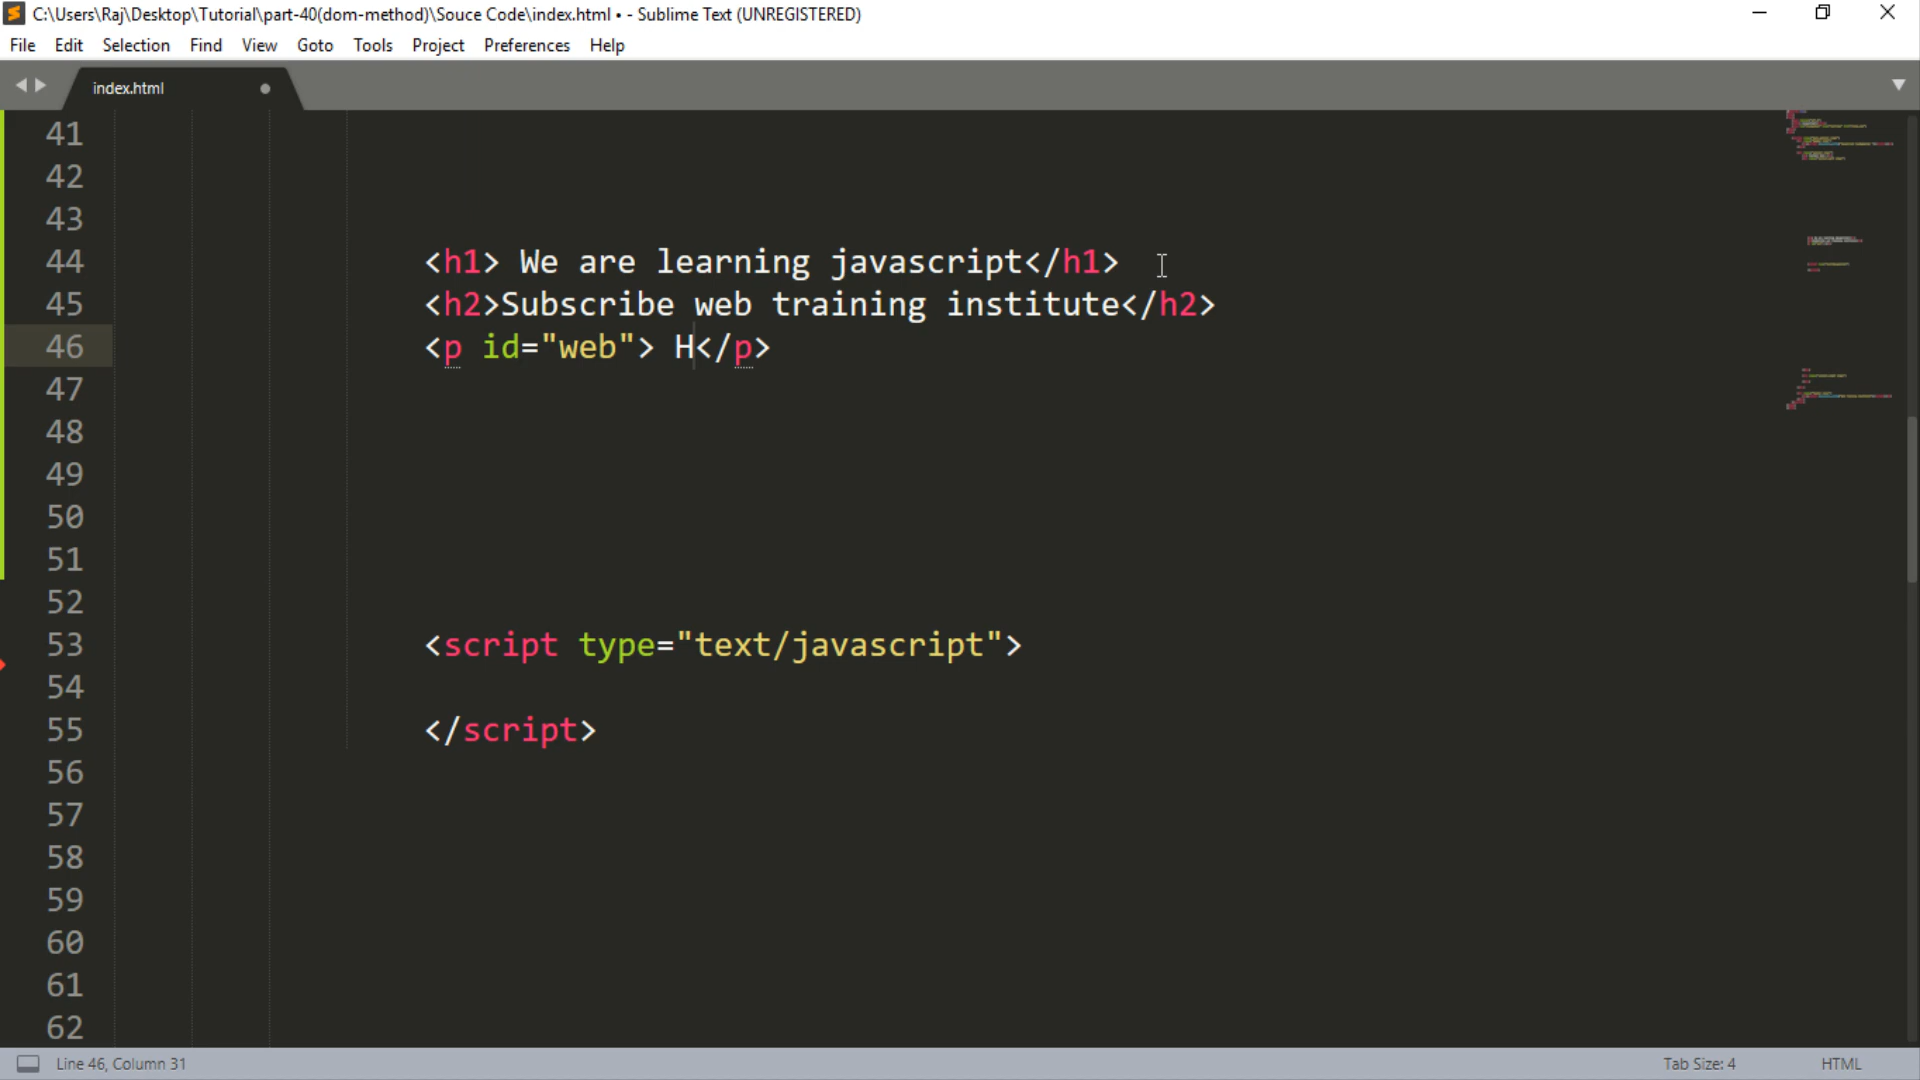 C:\Users\Raj\Desktop\Tutorial\part-40(dom-method)\Souce Code\index.html • - Sublime Text (UNREGISTERED)
File Edit Selection Find View Goto Tools Project Preferences Help
index.html
41
42
43
44 <h1> We are learning javascript</h1>
45 <h2>Subscribe web training institute</h2>
46 <p id="web"> H</p>
47
48
49
50
51
52
53 <script type="text/javascript">
54
55 </script>
56
57
58
59
60
61
62
Line 46, Column 31 Tab Size: 4 HTML